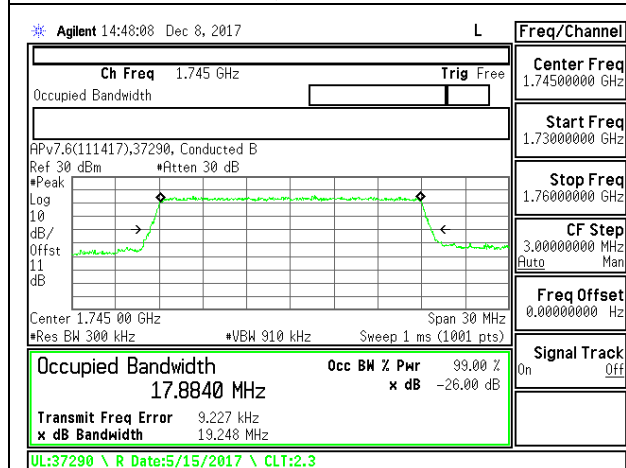 Agilent 14:48:08 Dec 8, 2017 L
Freq/Channel
Ch Freq 1.745 GHz Trig Free
Occupied Bandwidth
Center Freq
1.74500000 GHz
Start Freq
1.73000000 GHz
Stop Freq
1.76000000 GHz
CF Step
3.00000000 MHz
Auto Man
Freq Offset
0.00000000 Hz
Signal Track
On Off
APv7.6(111417),37290, Conducted B
Ref 30 dBm #Atten 30 dB
#Peak
Log
10
dB/
Offst
11
dB
Center 1.745 00 GHz Span 30 MHz
#Res BW 300 kHz #VBW 910 kHz Sweep 1 ms (1001 pts)
Occupied Bandwidth Occ BW % Pwr 99.00 %
17.8840 MHz x dB -26.00 dB
Transmit Freq Error 9.227 kHz
x dB Bandwidth 19.248 MHz
UL:37290 \ R Date:5/15/2017 \ CLT:2.3